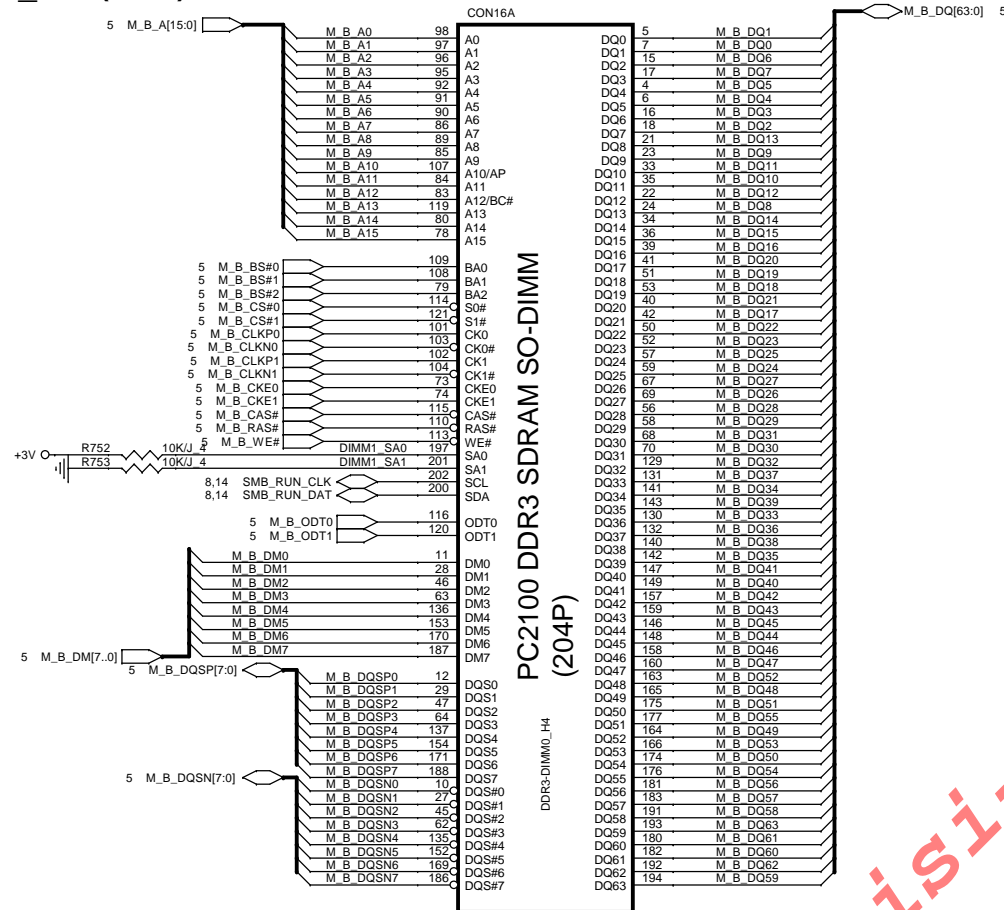 CON16A
5 M_B_A[15:0]
M_B_DQ[63:0] 5
M_B_A0 98 A0
M_B_A1 97 A1
M_B_A2 96 A2
M_B_A3 95 A3
M_B_A4 92 A4
M_B_A5 91 A5
M_B_A6 90 A6
M_B_A7 86 A7
M_B_A8 89 A8
M_B_A9 85 A9
M_B_A10 107 A10/AP
M_B_A11 84 A11
M_B_A12 83 A12/BC#
M_B_A13 119 A13
M_B_A14 80 A14
M_B_A15 78 A15
5 M_B_BS#0 109 BA0
5 M_B_BS#1 108 BA1
5 M_B_BS#2 79 BA2
5 M_B_CS#0 114 S0#
5 M_B_CS#1 121 S1#
5 M_B_CLKP0 101 CK0
5 M_B_CLKN0 103 CK0#
5 M_B_CLKP1 102 CK1
5 M_B_CLKN1 104 CK1#
5 M_B_CKE0 73 CKE0
5 M_B_CKE1 74 CKE1
5 M_B_CAS# 115 CAS#
5 M_B_RAS# 110 RAS#
5 M_B_WE# 113 WE#
+3V R752 10K/J_4 DIMM1_SA0 197 SA0
R753 10K/J_4 DIMM1_SA1 201 SA1
8,14 SMB_RUN_CLK 202 SCL
8,14 SMB_RUN_DAT 200 SDA
5 M_B_ODT0 116 ODT0
5 M_B_ODT1 120 ODT1
M_B_DM0 11 DM0
M_B_DM1 28 DM1
M_B_DM2 46 DM2
M_B_DM3 63 DM3
M_B_DM4 136 DM4
M_B_DM5 153 DM5
M_B_DM6 170 DM6
M_B_DM7 187 DM7
5 M_B_DM[7..0]
5 M_B_DQSP[7:0]
M_B_DQSP0 12 DQS0
M_B_DQSP1 29 DQS1
M_B_DQSP2 47 DQS2
M_B_DQSP3 64 DQS3
M_B_DQSP4 137 DQS4
M_B_DQSP5 154 DQS5
M_B_DQSP6 171 DQS6
M_B_DQSP7 188 DQS7
5 M_B_DQSN[7:0]
M_B_DQSN0 10 DQS#0
M_B_DQSN1 27 DQS#1
M_B_DQSN2 45 DQS#2
M_B_DQSN3 62 DQS#3
M_B_DQSN4 135 DQS#4
M_B_DQSN5 152 DQS#5
M_B_DQSN6 169 DQS#6
M_B_DQSN7 186 DQS#7
PC2100 DDR3 SDRAM SO-DIMM
(204P)
DDR3-DIMM0_H4
DQ0 5 M_B_DQ1
DQ1 7 M_B_DQ0
DQ2 15 M_B_DQ6
DQ3 17 M_B_DQ7
DQ4 4 M_B_DQ5
DQ5 6 M_B_DQ4
DQ6 16 M_B_DQ3
DQ7 18 M_B_DQ2
DQ8 21 M_B_DQ13
DQ9 23 M_B_DQ9
DQ10 33 M_B_DQ11
DQ11 35 M_B_DQ10
DQ12 22 M_B_DQ12
DQ13 24 M_B_DQ8
DQ14 34 M_B_DQ14
DQ15 36 M_B_DQ15
DQ16 39 M_B_DQ16
DQ17 41 M_B_DQ20
DQ18 51 M_B_DQ19
DQ19 53 M_B_DQ18
DQ20 40 M_B_DQ21
DQ21 42 M_B_DQ17
DQ22 50 M_B_DQ22
DQ23 52 M_B_DQ23
DQ24 57 M_B_DQ25
DQ25 59 M_B_DQ24
DQ26 67 M_B_DQ27
DQ27 69 M_B_DQ26
DQ28 56 M_B_DQ28
DQ29 58 M_B_DQ29
DQ30 68 M_B_DQ31
DQ31 70 M_B_DQ30
DQ32 129 M_B_DQ32
DQ33 131 M_B_DQ37
DQ34 141 M_B_DQ34
DQ35 143 M_B_DQ39
DQ36 130 M_B_DQ33
DQ37 132 M_B_DQ36
DQ38 140 M_B_DQ38
DQ39 142 M_B_DQ35
DQ40 147 M_B_DQ41
DQ41 149 M_B_DQ40
DQ42 157 M_B_DQ42
DQ43 159 M_B_DQ43
DQ44 146 M_B_DQ45
DQ45 148 M_B_DQ44
DQ46 158 M_B_DQ46
DQ47 160 M_B_DQ47
DQ48 163 M_B_DQ52
DQ49 165 M_B_DQ48
DQ50 175 M_B_DQ51
DQ51 177 M_B_DQ55
DQ52 164 M_B_DQ49
DQ53 166 M_B_DQ53
DQ54 174 M_B_DQ50
DQ55 176 M_B_DQ54
DQ56 181 M_B_DQ56
DQ57 183 M_B_DQ57
DQ58 191 M_B_DQ58
DQ59 193 M_B_DQ63
DQ60 180 M_B_DQ61
DQ61 182 M_B_DQ60
DQ62 192 M_B_DQ62
DQ63 194 M_B_DQ59